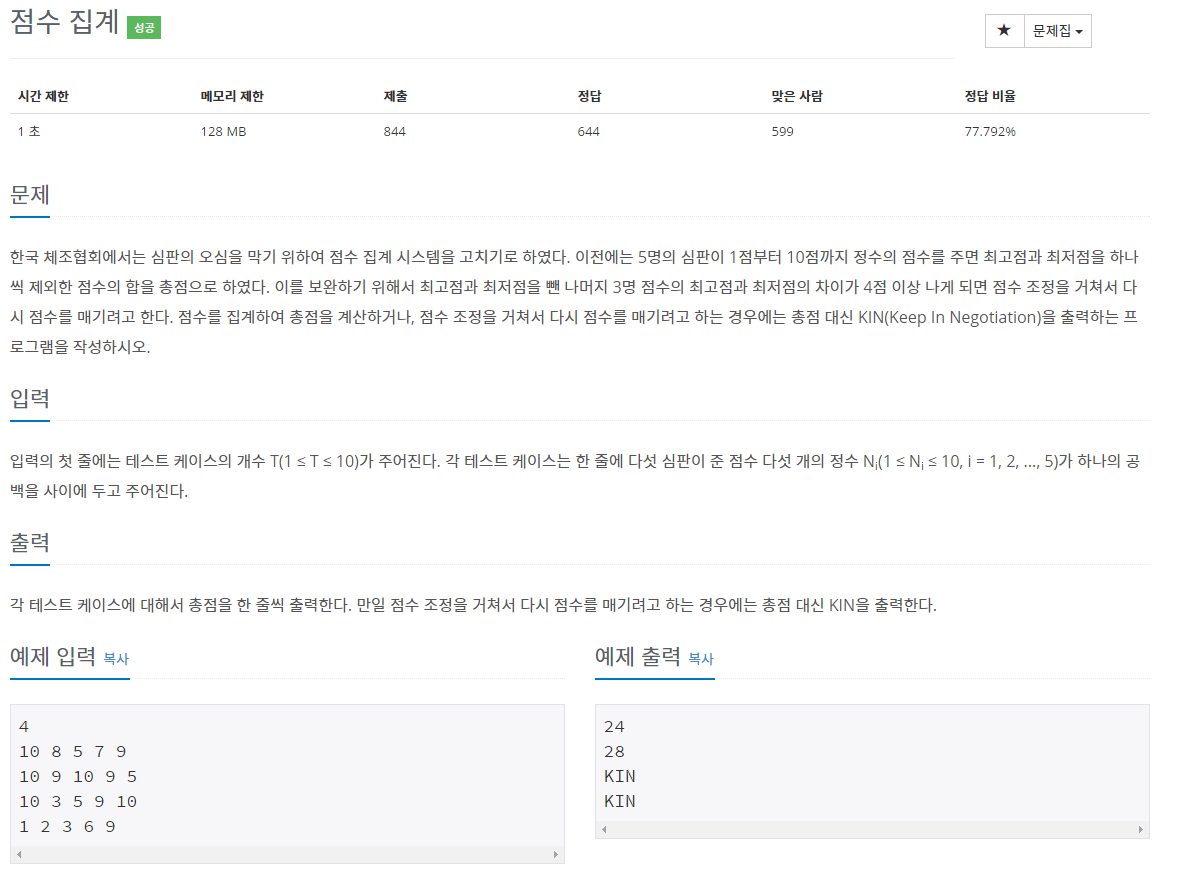 점수 집계 성공
★ 문제집
시간 제한 메모리 제한 제출 정답 맞은 사람 정답 비율
1 초 128 MB 844 644 599 77.792%
문제
한국 체조협회에서는 심판의 오심을 막기 위하여 점수 집계 시스템을 고치기로 하였다. 이전에는 5명의 심판이 1점부터 10점까지 정수의 점수를 주면 최고점과 최저점을 하나
씩 제외한 점수의 합을 총점으로 하였다. 이를 보완하기 위해서 최고점과 최저점을 뺀 나머지 3명 점수의 최고점과 최저점의 차이가 4점 이상 나게 되면 점수 조정을 거쳐서 다
시 점수를 매기려고 한다. 점수를 집계하여 총점을 계산하거나, 점수 조정을 거쳐서 다시 점수를 매기려고 하는 경우에는 총점 대신 KIN(Keep In Negotiation)을 출력하는 프
로그램을 작성하시오.
입력
입력의 첫 줄에는 테스트 케이스의 개수 T(1 ≤ T ≤ 10)가 주어진다. 각 테스트 케이스는 한 줄에 다섯 심판이 준 점수 다섯 개의 정수 Ni(1 ≤ Ni ≤ 10, i = 1, 2, ..., 5)가 하나의 공
백을 사이에 두고 주어진다.
출력
각 테스트 케이스에 대해서 총점을 한 줄씩 출력한다. 만일 점수 조정을 거쳐서 다시 점수를 매기려고 하는 경우에는 총점 대신 KIN을 출력한다.
예제 입력 복사
4
10 8 5 7 9
10 9 10 9 5
10 3 5 9 10
1 2 3 6 9
예제 출력 복사
24
28
KIN
KIN